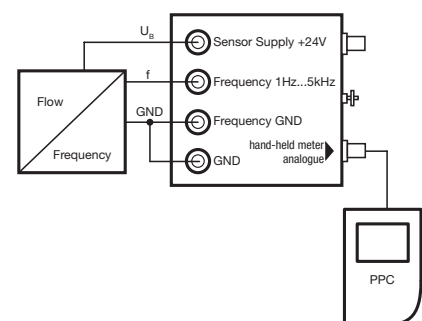 U_B
Sensor Supply +24V
f
Frequency 1Hz...5kHz
Flow
GND
Frequency GND
Frequency
GND
hand-held meter
analogue
PPC